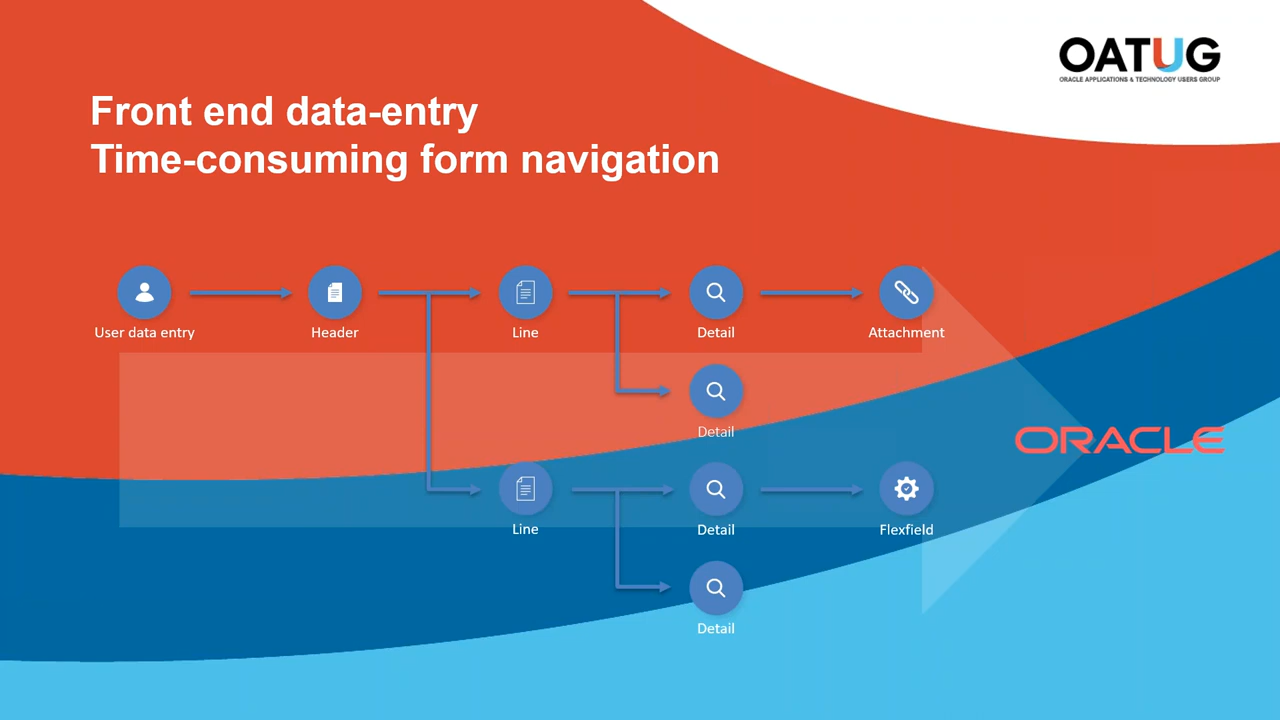 OATUG
ORACLE APPLICATIONS & TECHNOLOGY USERS GROUP
Front end data-entry
Time-consuming form navigation
User data entry
Header
Line
Detail
Attachment
Detail
ORACLE
Line
Detail
Flexfield
Detail